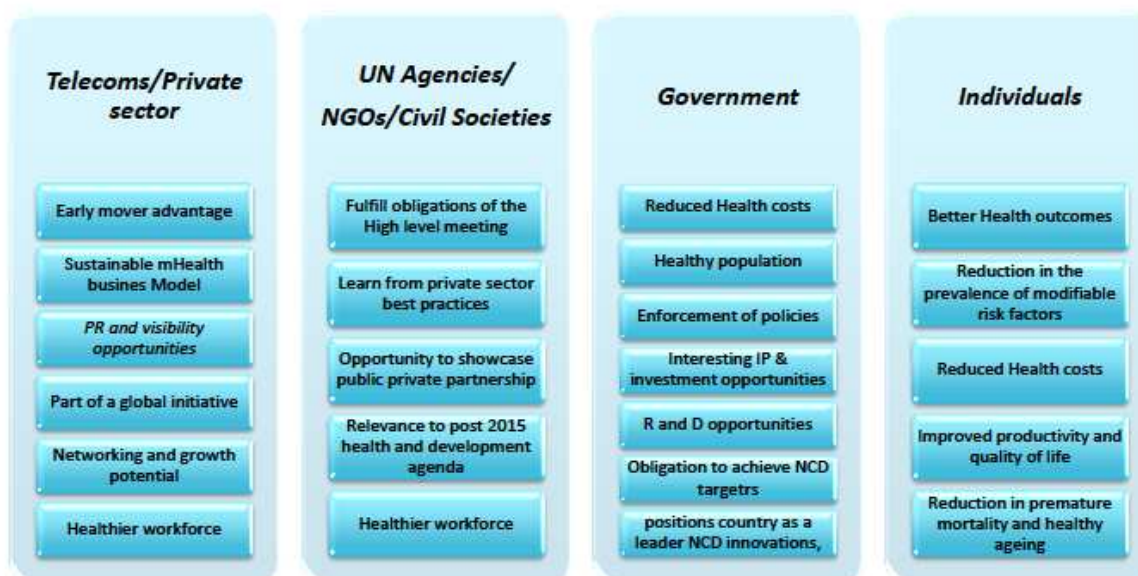 Telecoms/Private
sector
Early mover advantage
Sustainable mHealth
busines Model
PR and visibility
opportunities
Part of a global initiative
Networking and growth
potential
Healthier workforce
UN Agencies/
NGOs/Civil Societies
Fulfill obligations of the
High level meeting
Learn from private sector
best practices
Opportunity to showcase
public private partnership
Relevance to post 2015
health and development
agenda
Healthier workforce
Government
Reduced Health costs
Healthy population
Enforcement of policies
Interesting IP &
investment opportunities
R and D opportunities
Obligation to achieve NCD
targetrs
positions country as a
leader NCD innovations,
Individuals
Better Health outcomes
Reduction in the
prevalence of modifiable
risk factors
Reduced Health costs
Improved productivity and
quality of life
Reduction in premature
mortality and healthy
ageing